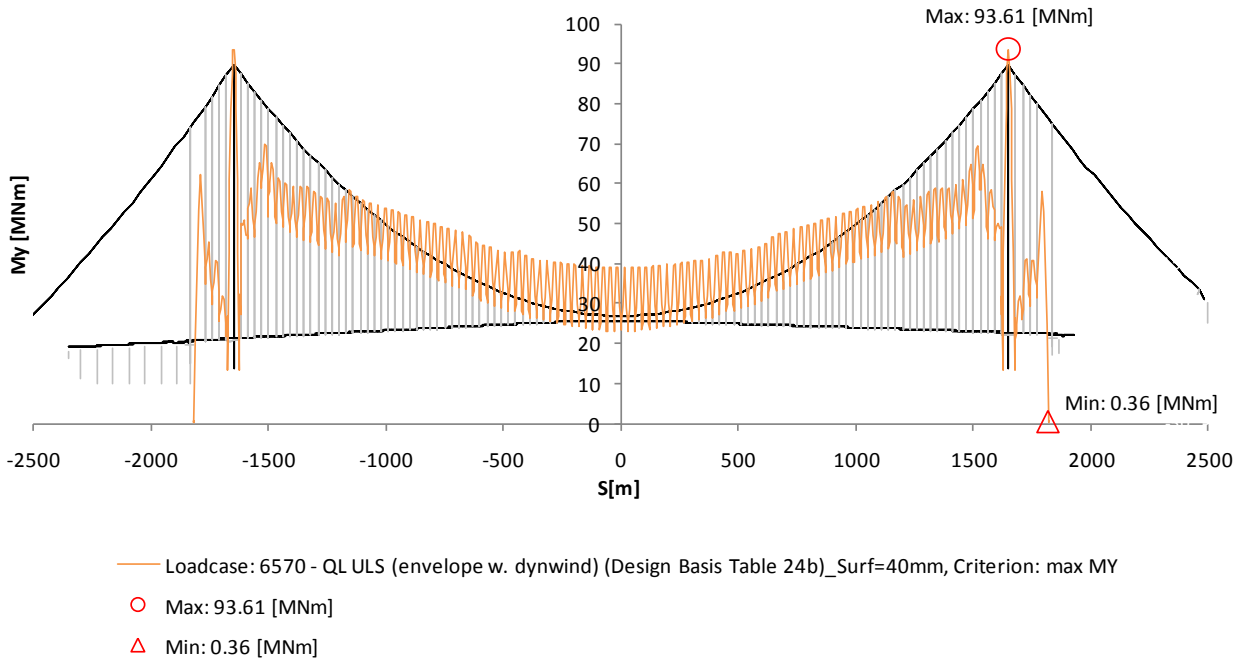 Max: 93.61 [MNm]
100
90
80
70
60
50
40
30
20
10
0
My [MNm]
Min: 0.36 [MNm]
-2500 -2000 -1500 -1000 -500 0 500 1000 1500 2000 2500
S[m]
Loadcase: 6570 - QL ULS (envelope w. dynwind) (Design Basis Table 24b)_Surf=40mm, Criterion: max MY
Max: 93.61 [MNm]
Min: 0.36 [MNm]